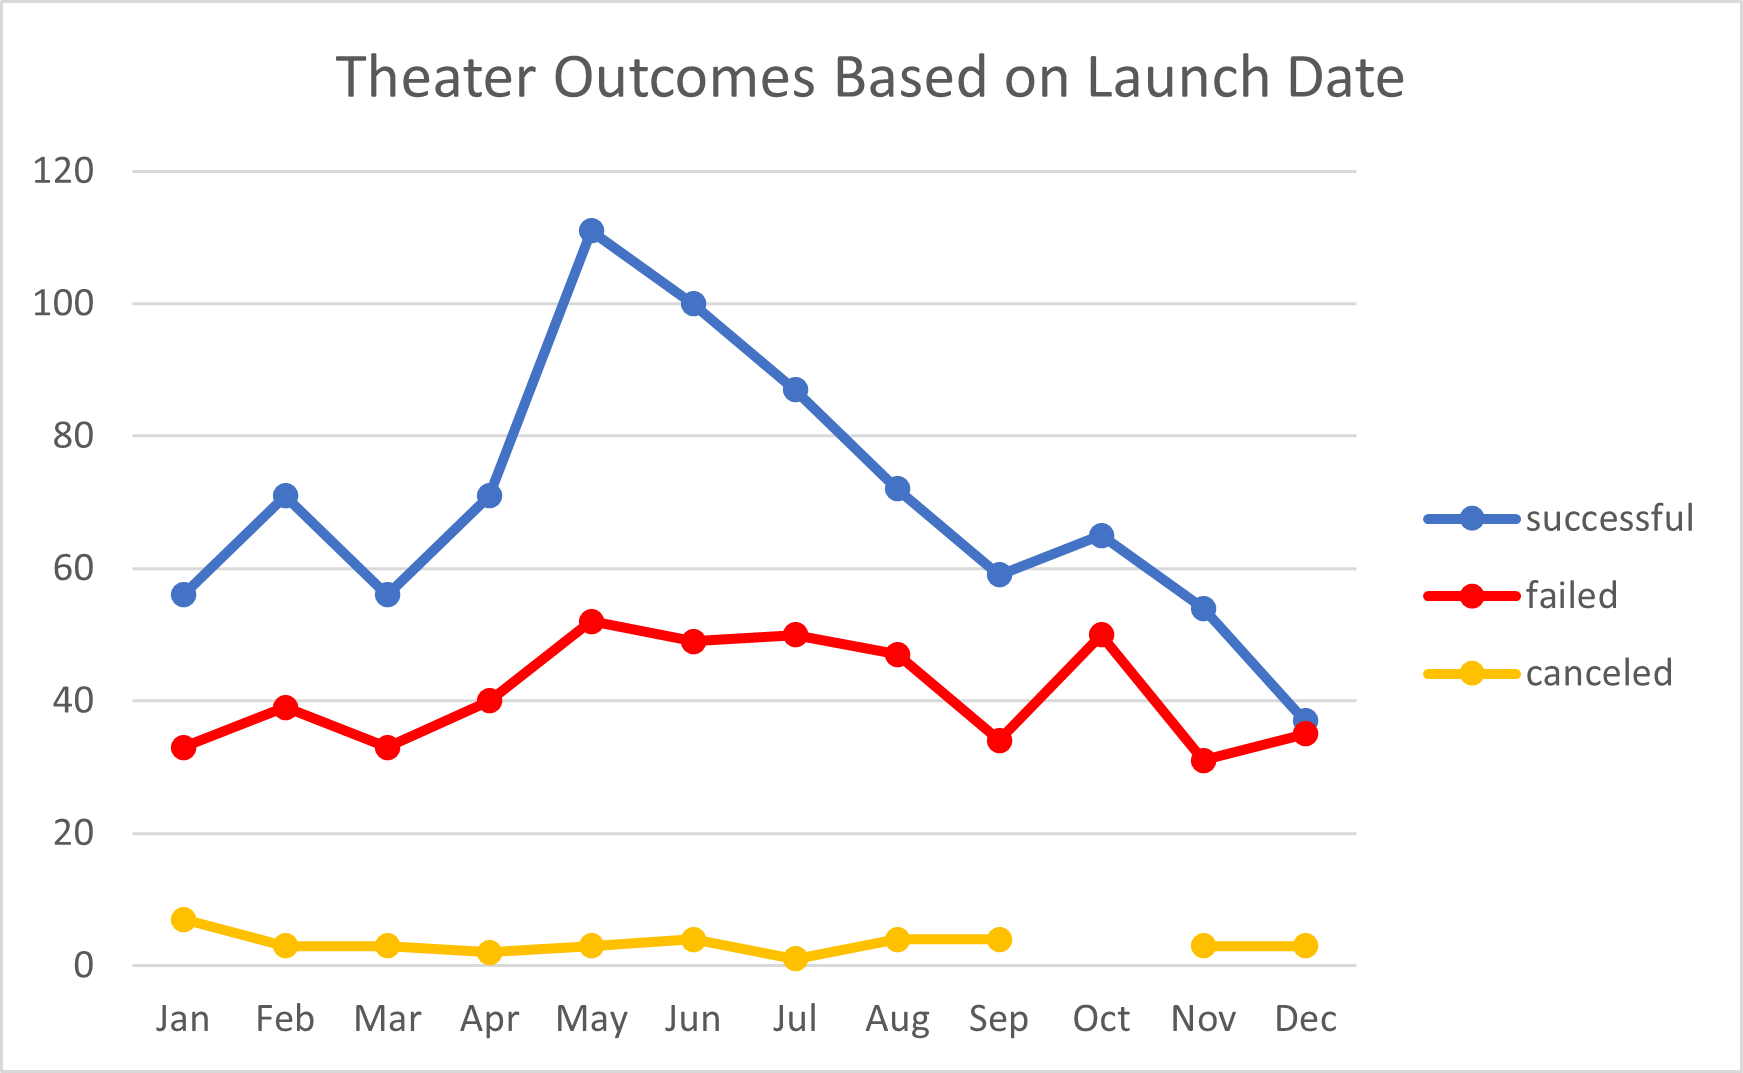 Theater Outcomes Based on Launch Date
120
100
80
60
40
20
0
Jan Feb Mar Apr May Jun Jul Aug Sep Oct Nov Dec
successful
failed
canceled